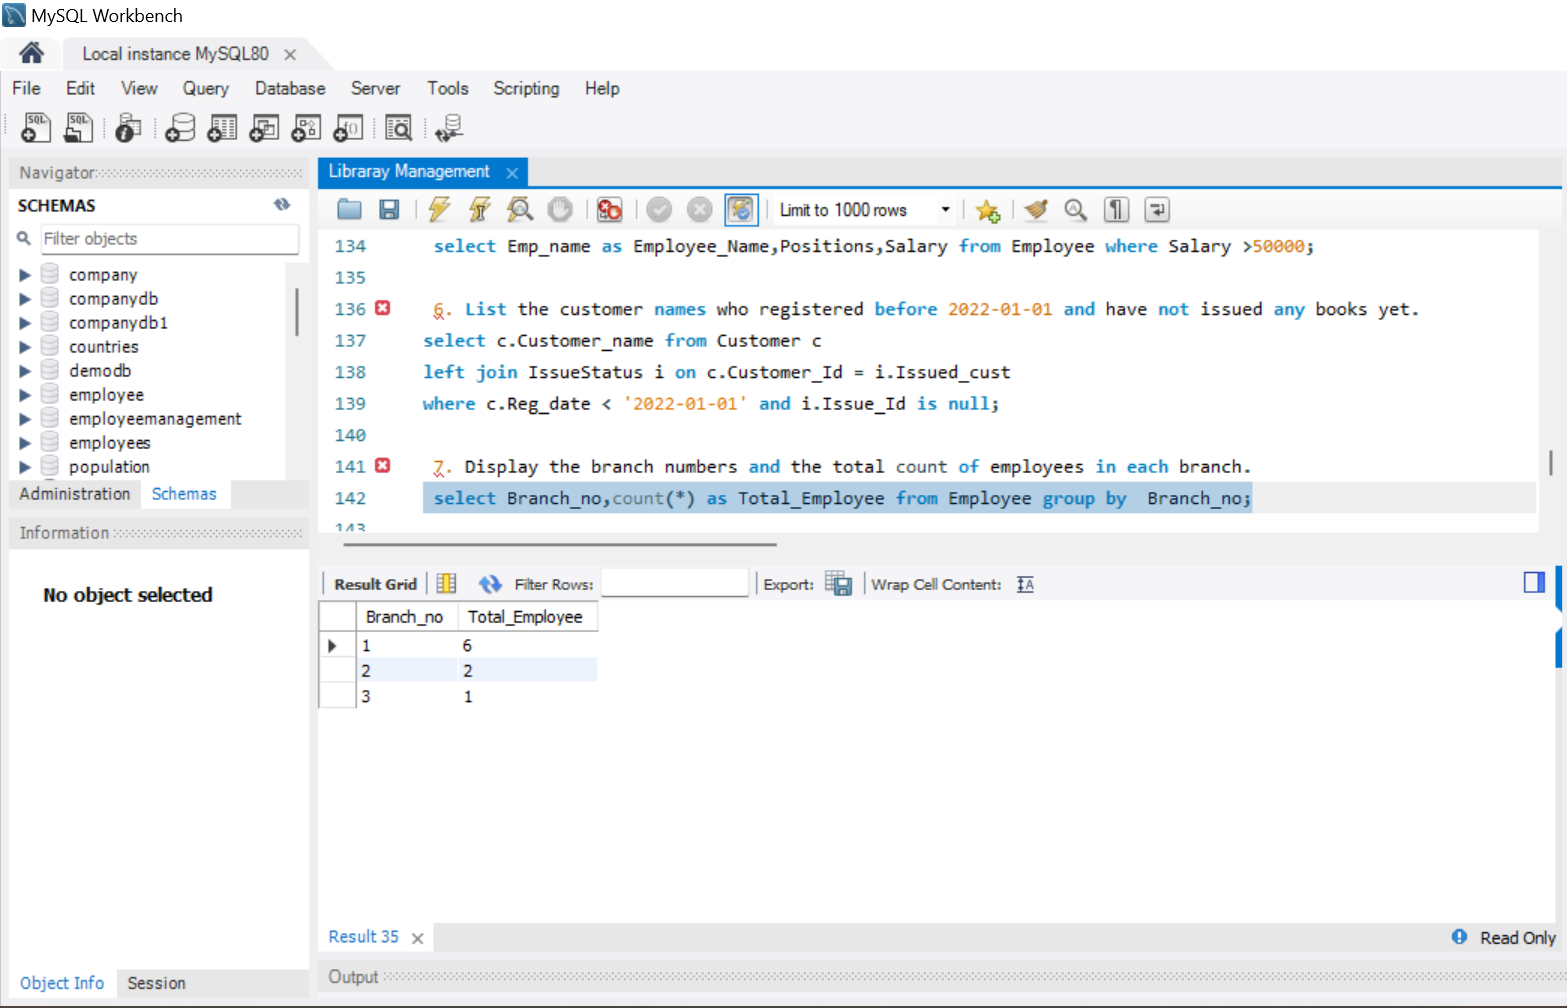 MySQL Workbench
Local instance MySQL80
File Edit View Query Database Server Tools Scripting Help
SQL SQL
Navigator
SCHEMAS
Filter objects
company
companydb
companydb1
countries
demodb
employee
employeemanagement
employees
population
Administration Schemas
Information
No object selected
Object Info Session
Libraray Management
Limit to 1000 rows
134 select Emp_name as Employee_Name,Positions,Salary from Employee where Salary >50000;
135
136 6. List the customer names who registered before 2022-01-01 and have not issued any books yet.
137 select c.Customer_name from Customer c
138 left join IssueStatus i on c.Customer_Id = i.Issued_cust
139 where c.Reg_date < '2022-01-01' and i.Issue_Id is null;
140
141 7. Display the branch numbers and the total count of employees in each branch.
142 select Branch_no,count(*) as Total_Employee from Employee group by  Branch_no;
143
Result Grid Filter Rows: Export: Wrap Cell Content:
Branch_no Total_Employee
1 6
2 2
3 1
Result 35
Read Only
Output